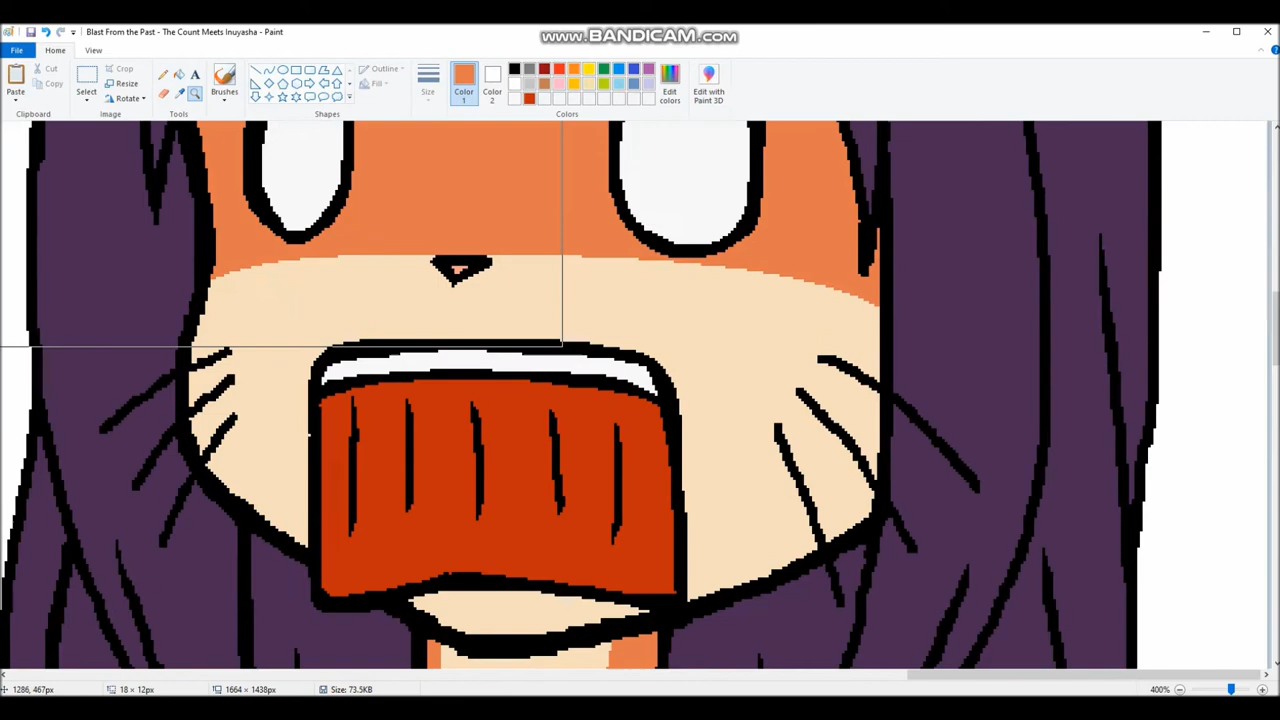 www.BANDICAM.com
Blast From the Past - The Count Meets Inuyasha - Paint
File
Home
View
Paste
Cut
Copy
Clipboard
Select
Crop
Resize
Rotate
Image
A
Tools
Brushes
Shapes
Outline
Fill
Size
Color 1
Color 2
Edit colors
Colors
Edit with Paint 3D
1286, 467px
18 × 12px
1664 × 1438px
Size: 73.5KB
400%